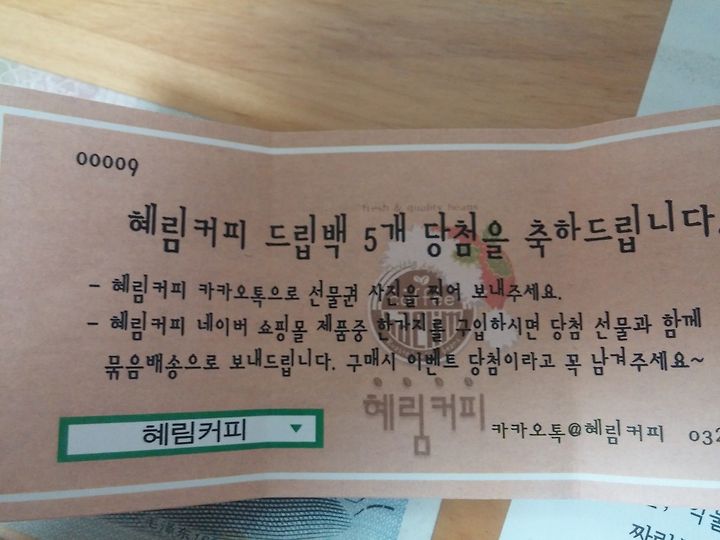 00009
fresh & quality beans
혜림커피 드립백 5개 당첨을 축하드립니다.
- 혜림커피 카카오톡으로 선물권 사진을 찍어 보내주세요.
coffee
- 혜림커피 네이버 쇼핑몰 제품중 한가지를 구입하시면 당첨 선물과 함께
묶음배송으로 보내드립니다. 구매시 이벤트 당첨이라고 꼭 남겨주세요~
혜림커피
혜림커피
카카오톡@혜림커피 032